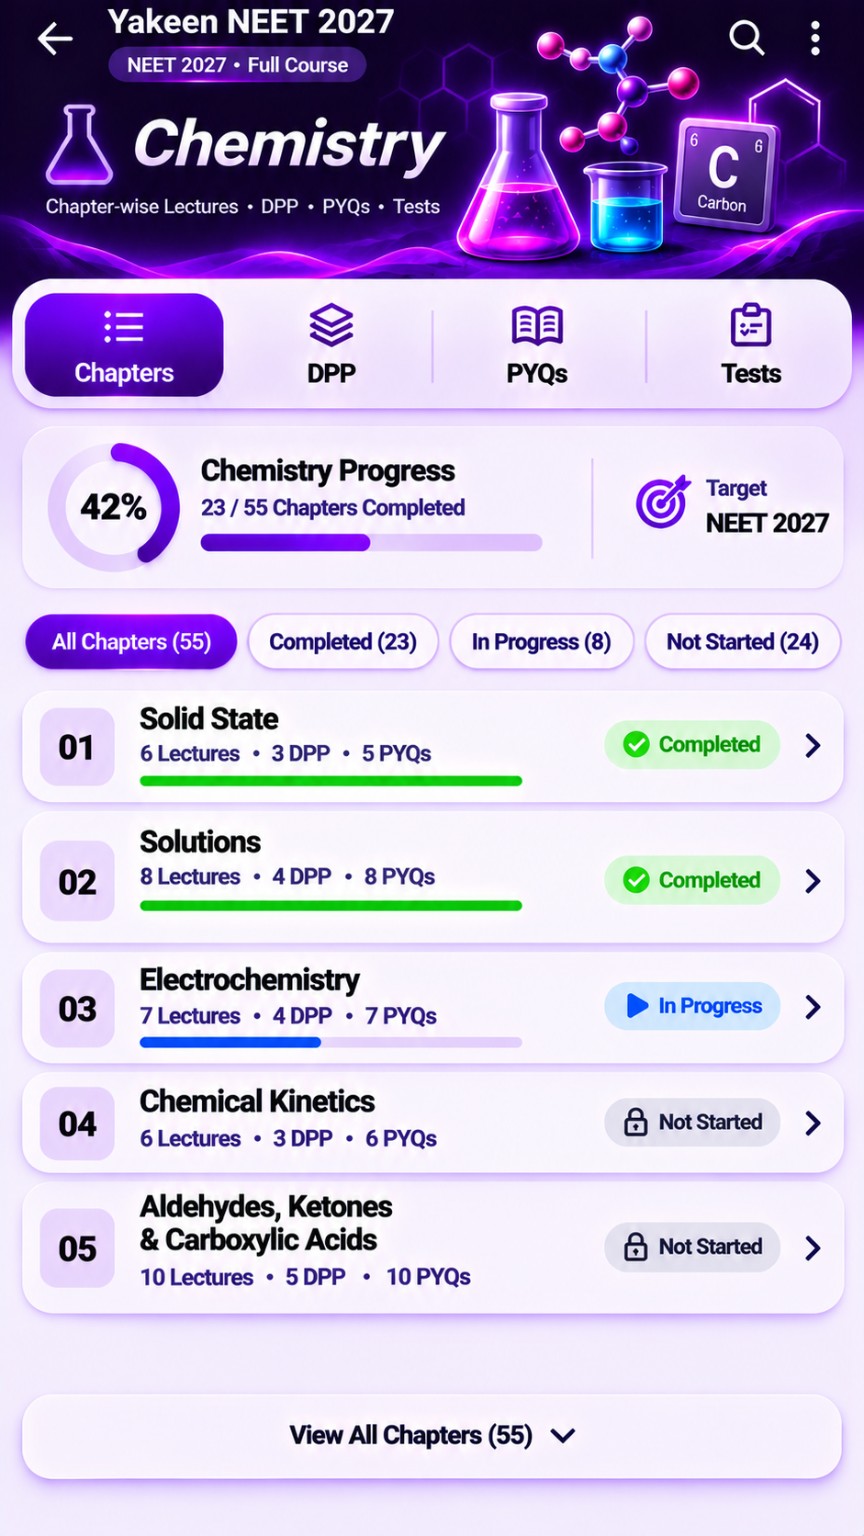 Yakeen NEET 2027
NEET 2027 • Full Course
Chemistry
Chapter-wise Lectures • DPP • PYQs • Tests
6 6
C
Carbon
Chapters DPP PYQs Tests
42%
Chemistry Progress
23 / 55 Chapters Completed
Target
NEET 2027
All Chapters (55) Completed (23) In Progress (8) Not Started (24)
01
Solid State
6 Lectures • 3 DPP • 5 PYQs
Completed
02
Solutions
8 Lectures • 4 DPP • 8 PYQs
Completed
03
Electrochemistry
7 Lectures • 4 DPP • 7 PYQs
In Progress
04
Chemical Kinetics
6 Lectures • 3 DPP • 6 PYQs
Not Started
05
Aldehydes, Ketones
& Carboxylic Acids
10 Lectures • 5 DPP • 10 PYQs
Not Started
View All Chapters (55)